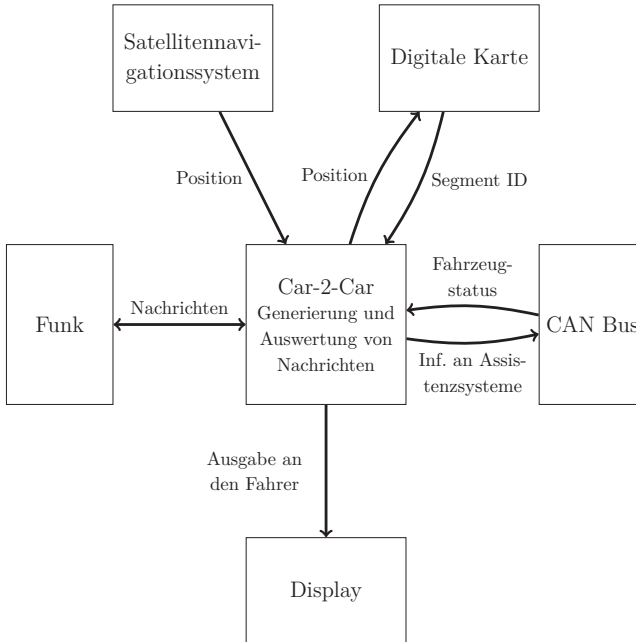 Satellitennavi-
gationssystem
Digitale Karte
Position
Position
Segment ID
Funk
Nachrichten
Car-2-Car
Generierung und
Auswertung von
Nachrichten
Fahrzeug-
status
Inf. an Assis-
tenzsysteme
CAN Bus
Ausgabe an
den Fahrer
Display